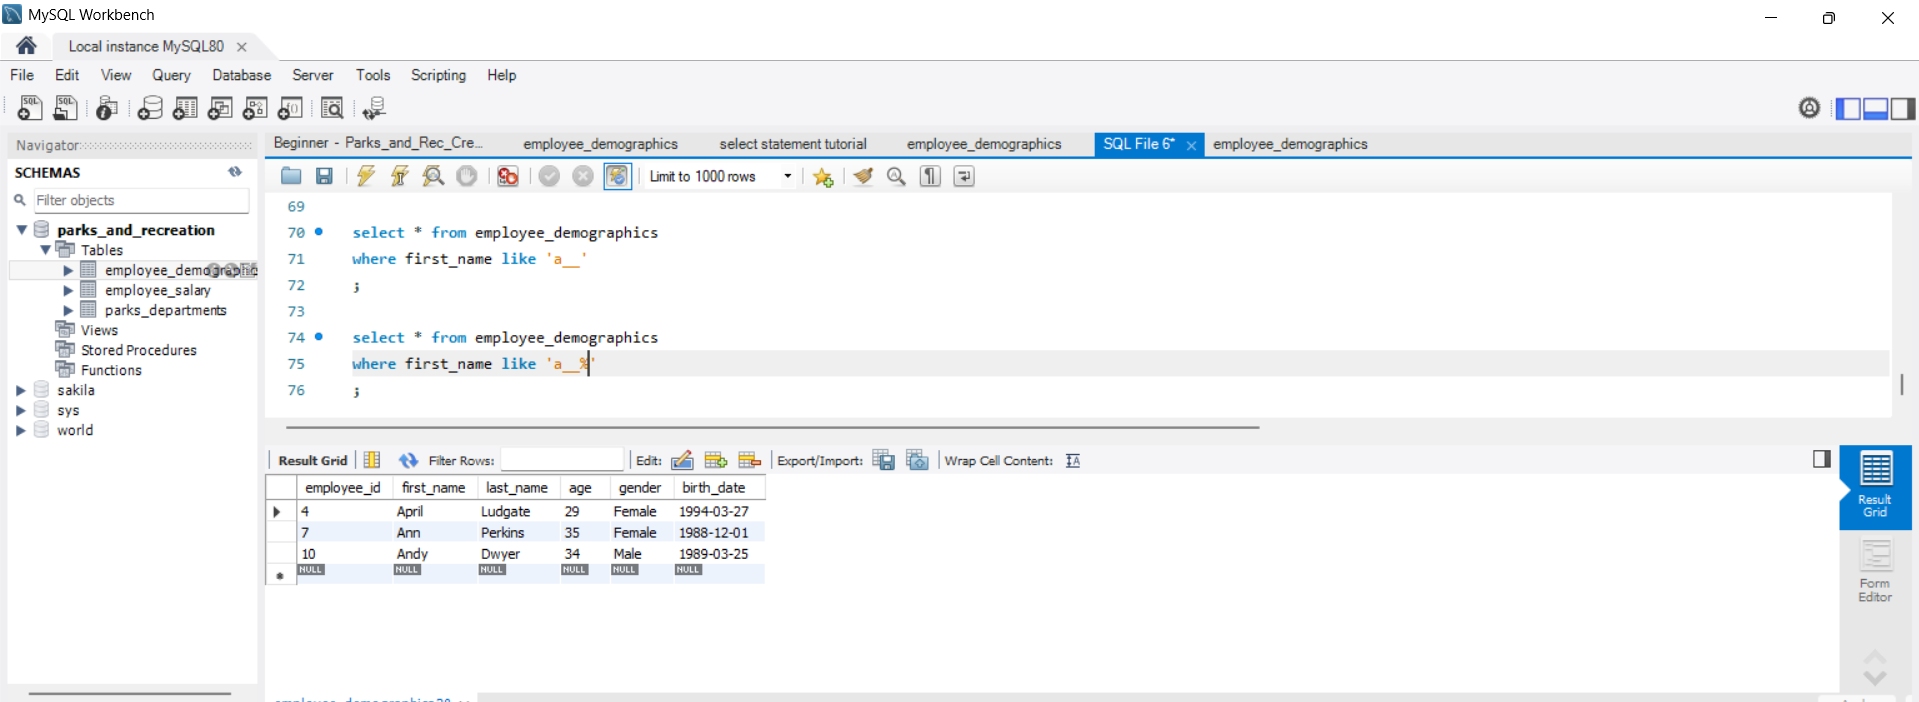 MySQL Workbench
Local instance MySQL80
File Edit View Query Database Server Tools Scripting Help
Navigator
SCHEMAS
Filter objects
parks_and_recreation
Tables
employee_demographic
employee_salary
parks_departments
Views
Stored Procedures
Functions
sakila
sys
world
Beginner - Parks_and_Rec_Cre... employee_demographics select statement tutorial employee_demographics SQL File 6* employee_demographics
Limit to 1000 rows
69
70 select * from employee_demographics
71 where first_name like 'a__'
72 ;
73
74 select * from employee_demographics
75 where first_name like 'a__%'
76 ;
Result Grid Filter Rows: Edit: Export/Import: Wrap Cell Content:
employee_id first_name last_name age gender birth_date
4 April Ludgate 29 Female 1994-03-27
7 Ann Perkins 35 Female 1988-12-01
10 Andy Dwyer 34 Male 1989-03-25
NULL NULL NULL NULL NULL NULL
Result
Grid
Form
Editor